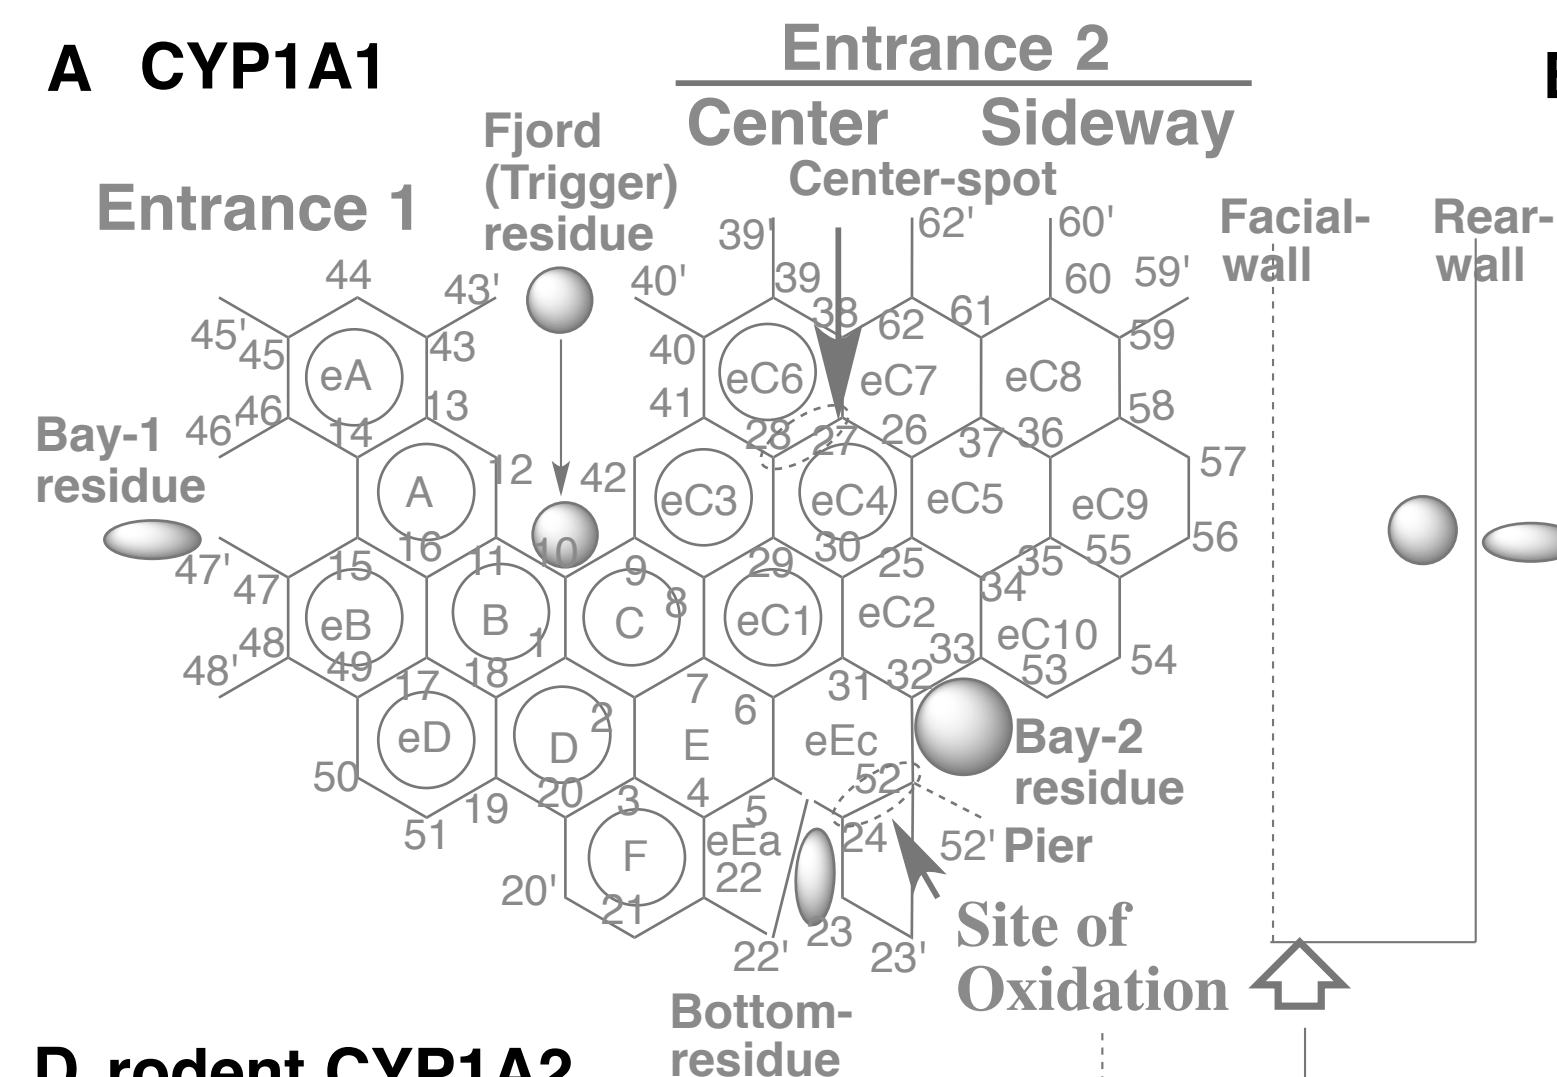 A CYP1A1
Entrance 2
Center Sideway
Fjord
(Trigger)
residue
Center-spot
Entrance 1
Facial-
wall
Rear-
wall
39' 62' 60'
44 43' 40' 39 60 59'
45' 45 43 40 38 62 61 59
eA eC6 eC7 eC8
46' 46 14 13 41 28 27 26 37 36 58
Bay-1
residue
A 12 42 eC3 eC4 eC5 eC9 57
47' 47 15 16 11 10 9 29 30 25 34 35 55 56
eB B 1 C 8 eC1 eC2 eC10
48' 48 49 17 18 7 6 31 32 33 53 54
eD D 2 E eEc
Bay-2
residue
50 51 19 20 3 4 5 52
eEa 24 52' Pier
F 22
20' 21 22' 23 23'
Site of
Oxidation
Bottom-
residue
D rodent CYP1A2